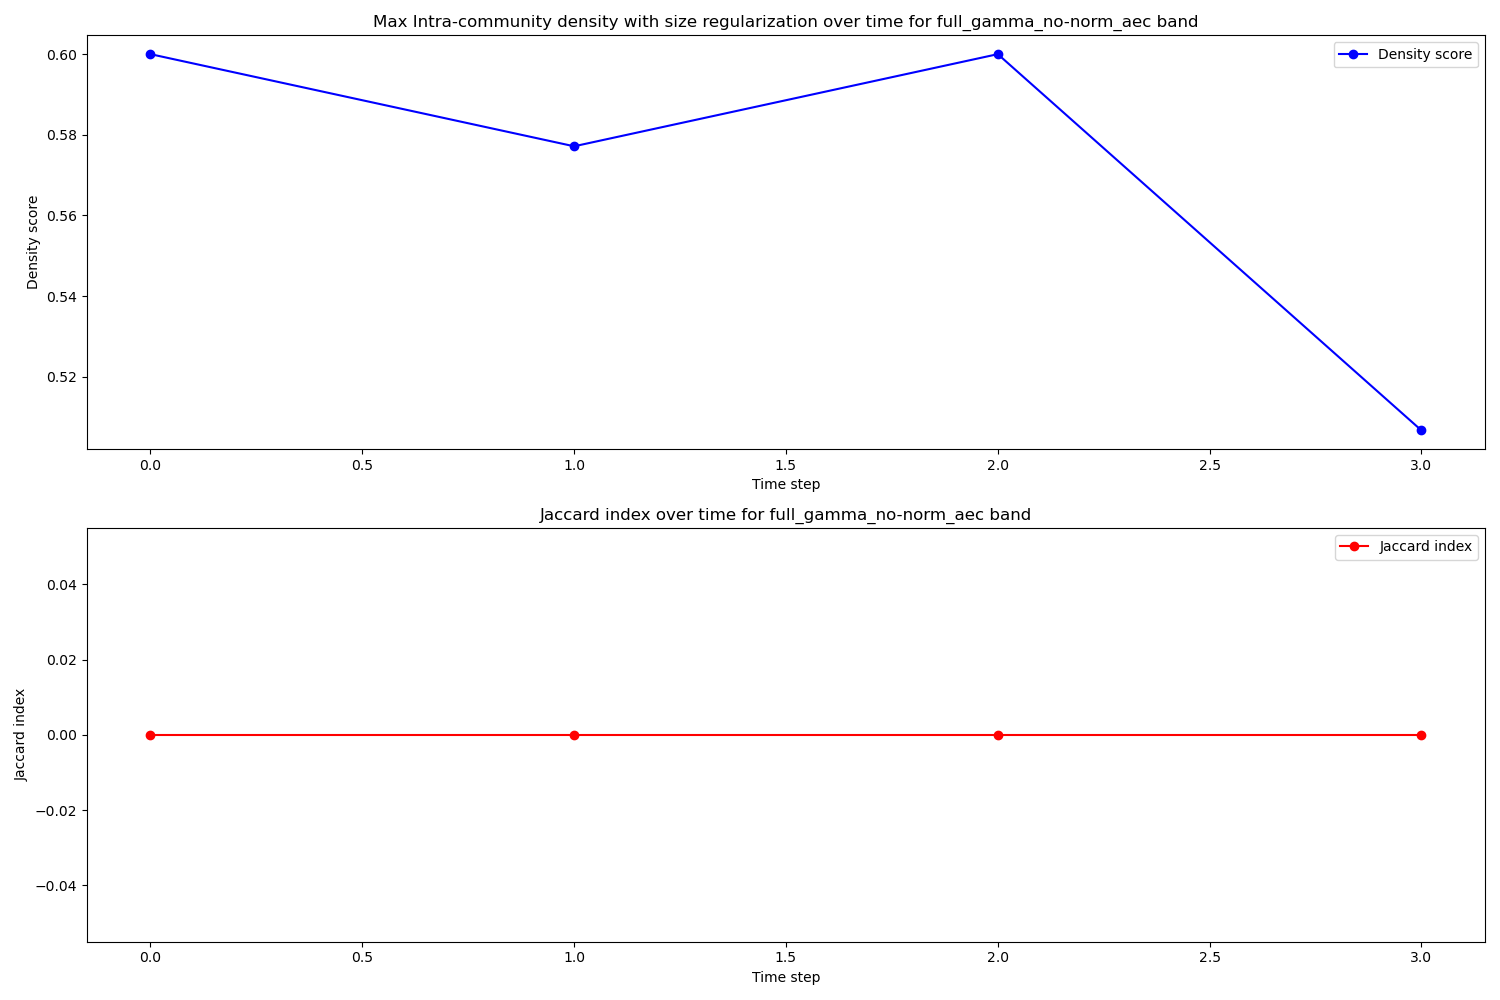 Max Intra-community density with size regularization over time for full_gamma_no-norm_aec band
Density score
0.60
0.58
0.56
0.54
0.52
Density score
0.0 0.5 1.0 1.5 2.0 2.5 3.0
Time step
Jaccard index over time for full_gamma_no-norm_aec band
Jaccard index
0.04
0.02
0.00
−0.02
−0.04
Jaccard index
0.0 0.5 1.0 1.5 2.0 2.5 3.0
Time step